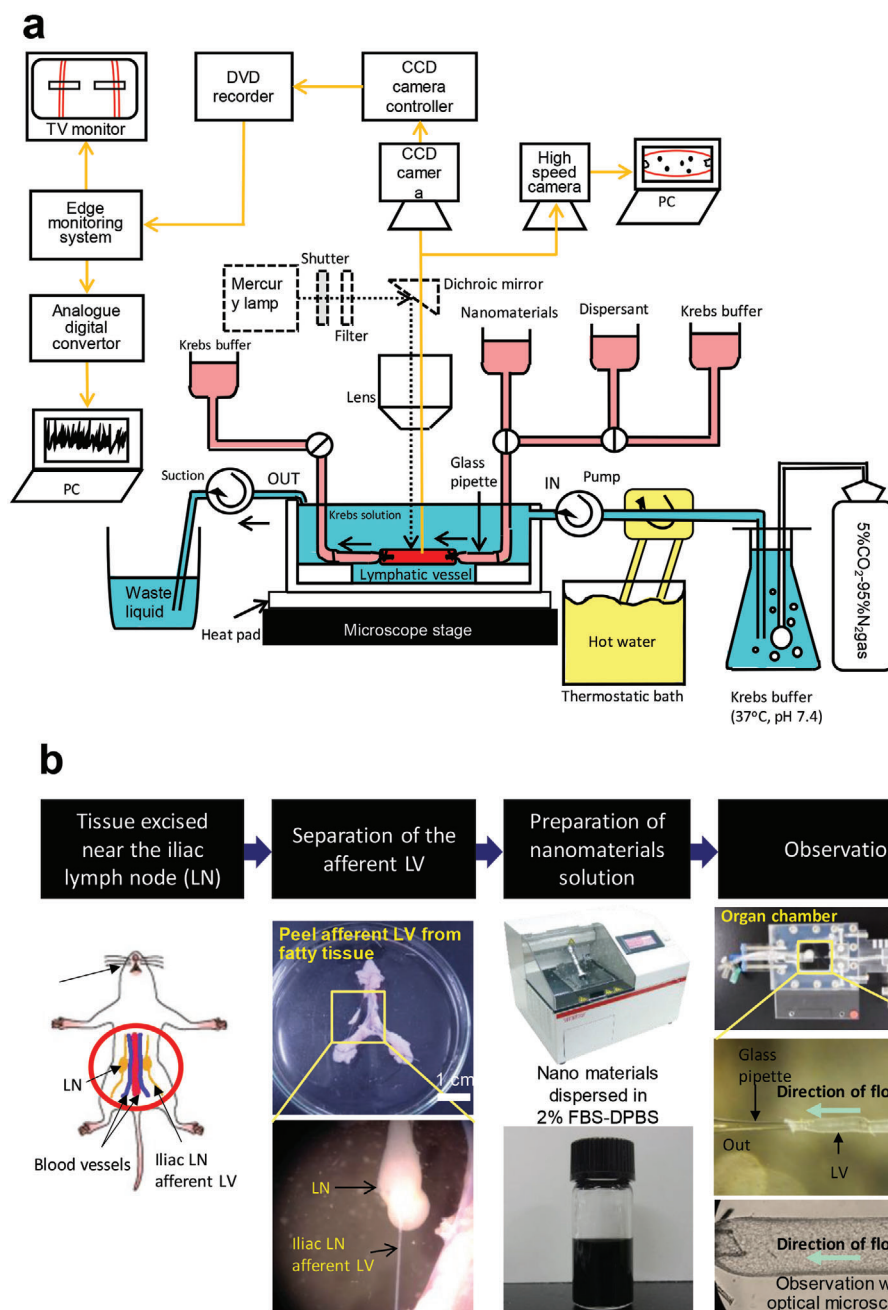 a
TV monitor
DVD
recorder
CCD
camera
controller
CCD
camer
a
High
speed
camera
PC
Edge
monitoring
system
Analogue
digital
convertor
PC
Mercur
y lamp
Shutter
Filter
Dichroic mirror
Lens
Krebs buffer
Nanomaterials
Dispersant
Krebs buffer
Glass
pipette
Suction
OUT
IN
Pump
Krebs solution
Lymphatic vessel
Waste
liquid
Heat pad
Microscope stage
Hot water
Thermostatic bath
5%CO₂-95%N₂gas
Krebs buffer
(37ºC, pH 7.4)
b
Tissue excised
near the iliac
lymph node (LN)
Separation of the
afferent LV
Preparation of
nanomaterials
solution
Observatio
LN
Blood vessels
Iliac LN
afferent LV
Peel afferent LV from
fatty tissue
1 cm
LN
Iliac LN
afferent LV
Nano materials
dispersed in
2% FBS-DPBS
Organ chamber
Glass
pipette
Direction of flo
Out
LV
Direction of flo
Observation w
optical microsc